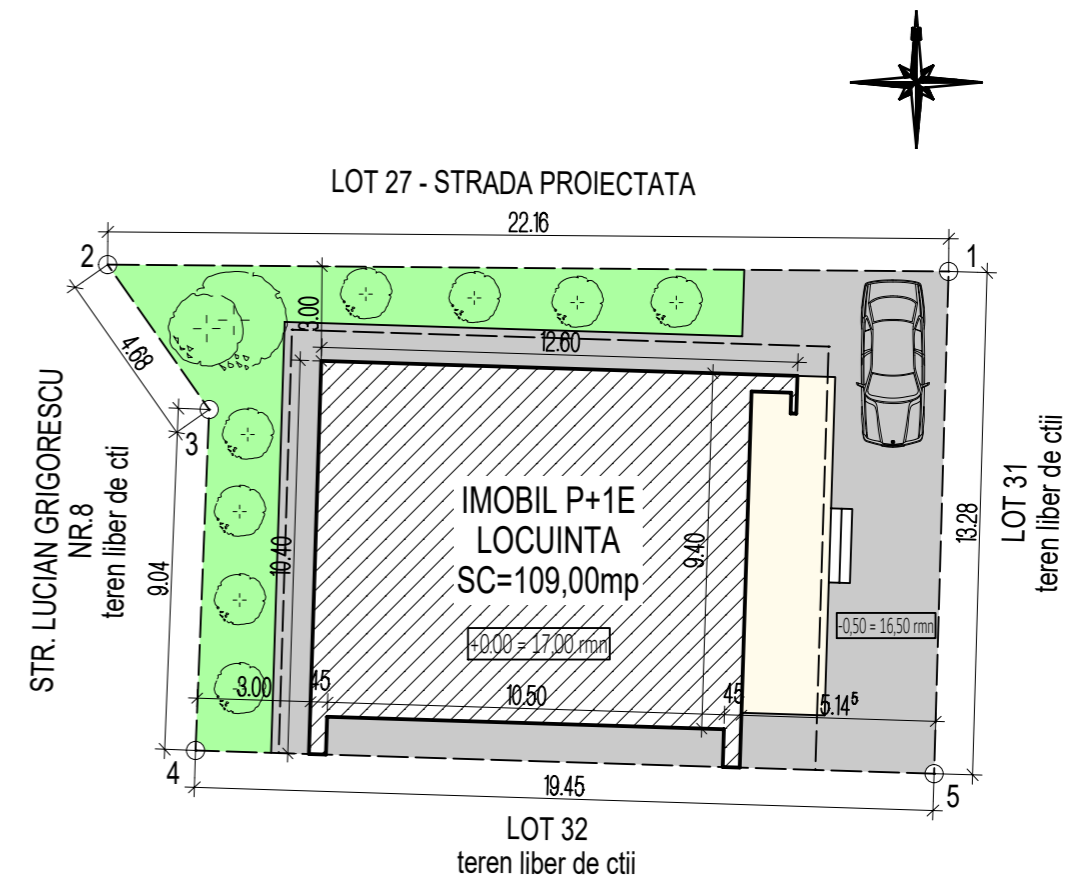 LOT 27 - STRADA PROIECTATA
22.16
2
1
4.68
3.00
12.60
3
STR. LUCIAN GRIGORESCU
NR.8
teren liber de cti
9.04
10.40
IMOBIL P+1E
LOCUINTA
SC=109,00mp
+0.00 = 17,00 rmn
9.40
-0,50 = 16,50 rmn
13.28
LOT 31
teren liber de ctii
3.00
45
10.50
45
5.14⁵
4
19.45
5
LOT 32
teren liber de ctii